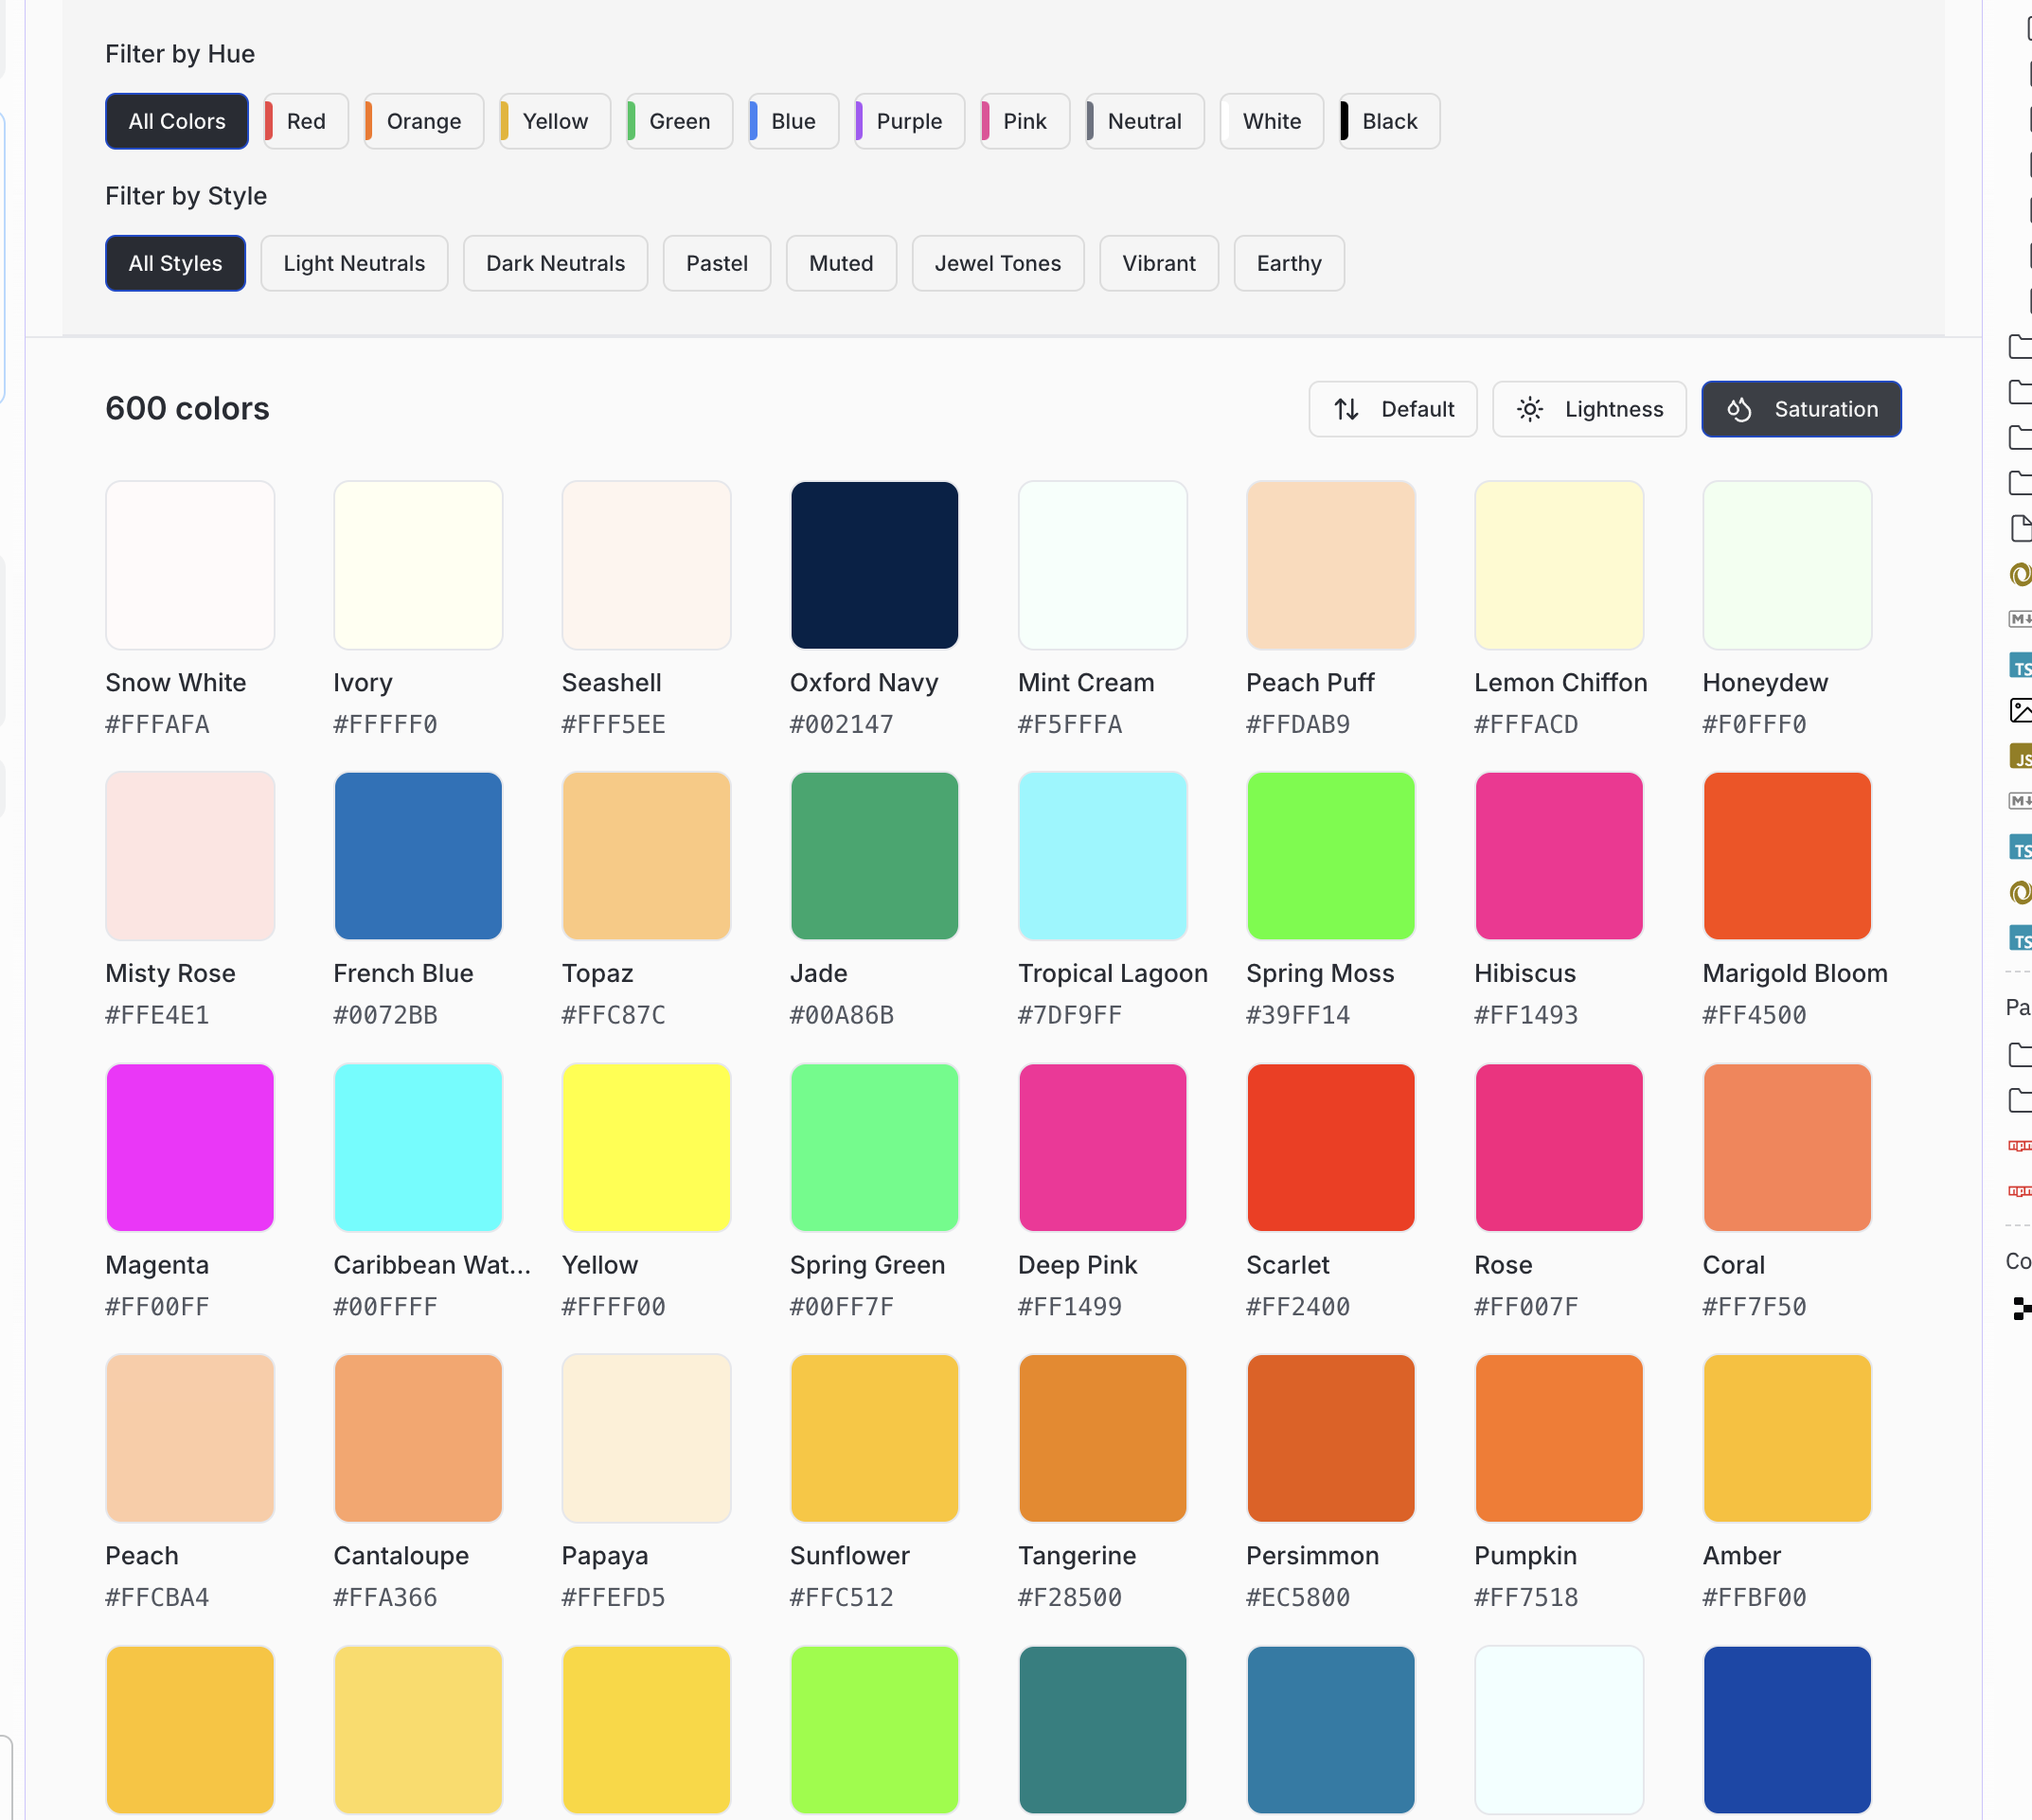 Filter by Hue
All Colors Red Orange Yellow Green Blue Purple Pink Neutral White Black
Filter by Style
All Styles Light Neutrals Dark Neutrals Pastel Muted Jewel Tones Vibrant Earthy
600 colors Default Lightness Saturation
Snow White Ivory Seashell Oxford Navy Mint Cream Peach Puff Lemon Chiffon Honeydew
#FFFAFA #FFFFF0 #FFF5EE #002147 #F5FFFA #FFDAB9 #FFFACD #F0FFF0
Misty Rose French Blue Topaz Jade Tropical Lagoon Spring Moss Hibiscus Marigold Bloom
#FFE4E1 #0072BB #FFC87C #00A86B #7DF9FF #39FF14 #FF1493 #FF4500
Magenta Caribbean Wat... Yellow Spring Green Deep Pink Scarlet Rose Coral
#FF00FF #00FFFF #FFFF00 #00FF7F #FF1499 #FF2400 #FF007F #FF7F50
Peach Cantaloupe Papaya Sunflower Tangerine Persimmon Pumpkin Amber
#FFCBA4 #FFA366 #FFEFD5 #FFC512 #F28500 #EC5800 #FF7518 #FFBF00
M
TS
JS
M
TS
TS
Pa
Co